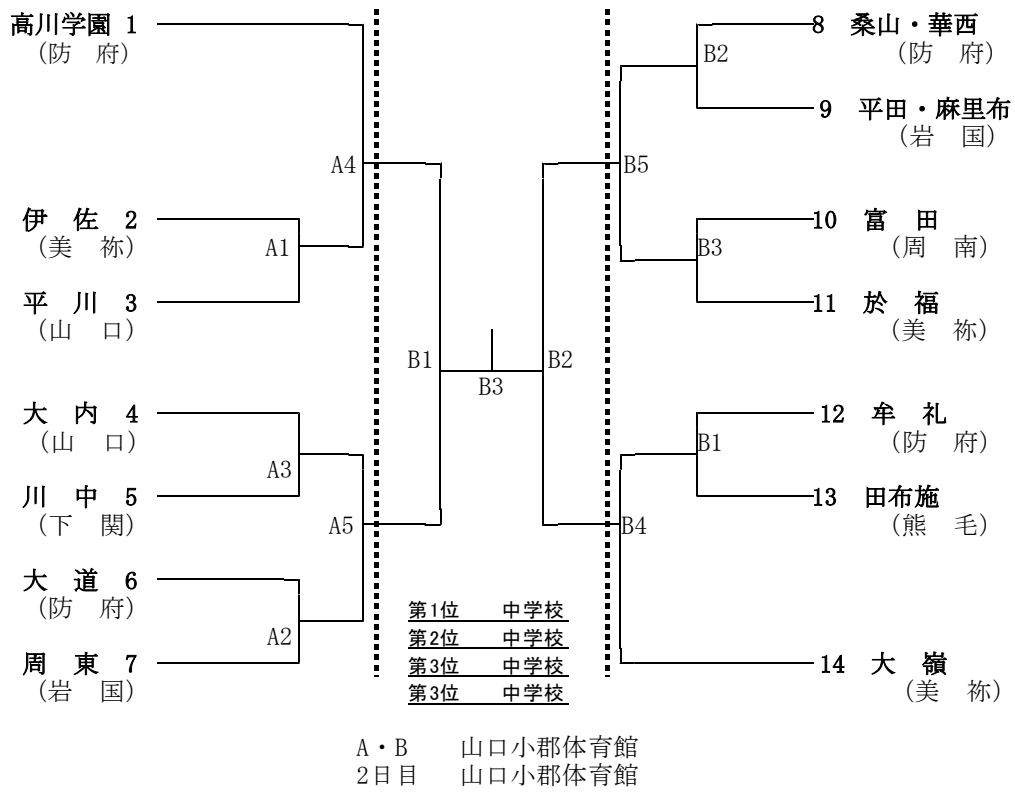 高川学園 1
(防 府)
A4
伊 佐 2
(美 祢)
A1
平 川 3
(山 口)
大 内 4
(山 口)
A3
川 中 5
(下 関)
A5
大 道 6
(防 府)
A2
周 東 7
(岩 国)
B1
B3
B2
8 桑山・華西
(防 府)
B2
9 平田・麻里布
(岩 国)
B5
10 富 田
(周 南)
B3
11 於 福
(美 祢)
12 牟 礼
(防 府)
B1
13 田布施
(熊 毛)
B4
14 大 嶺
(美 祢)
第1位 中学校
第2位 中学校
第3位 中学校
第3位 中学校
A・B 山口小郡体育館
2日目 山口小郡体育館